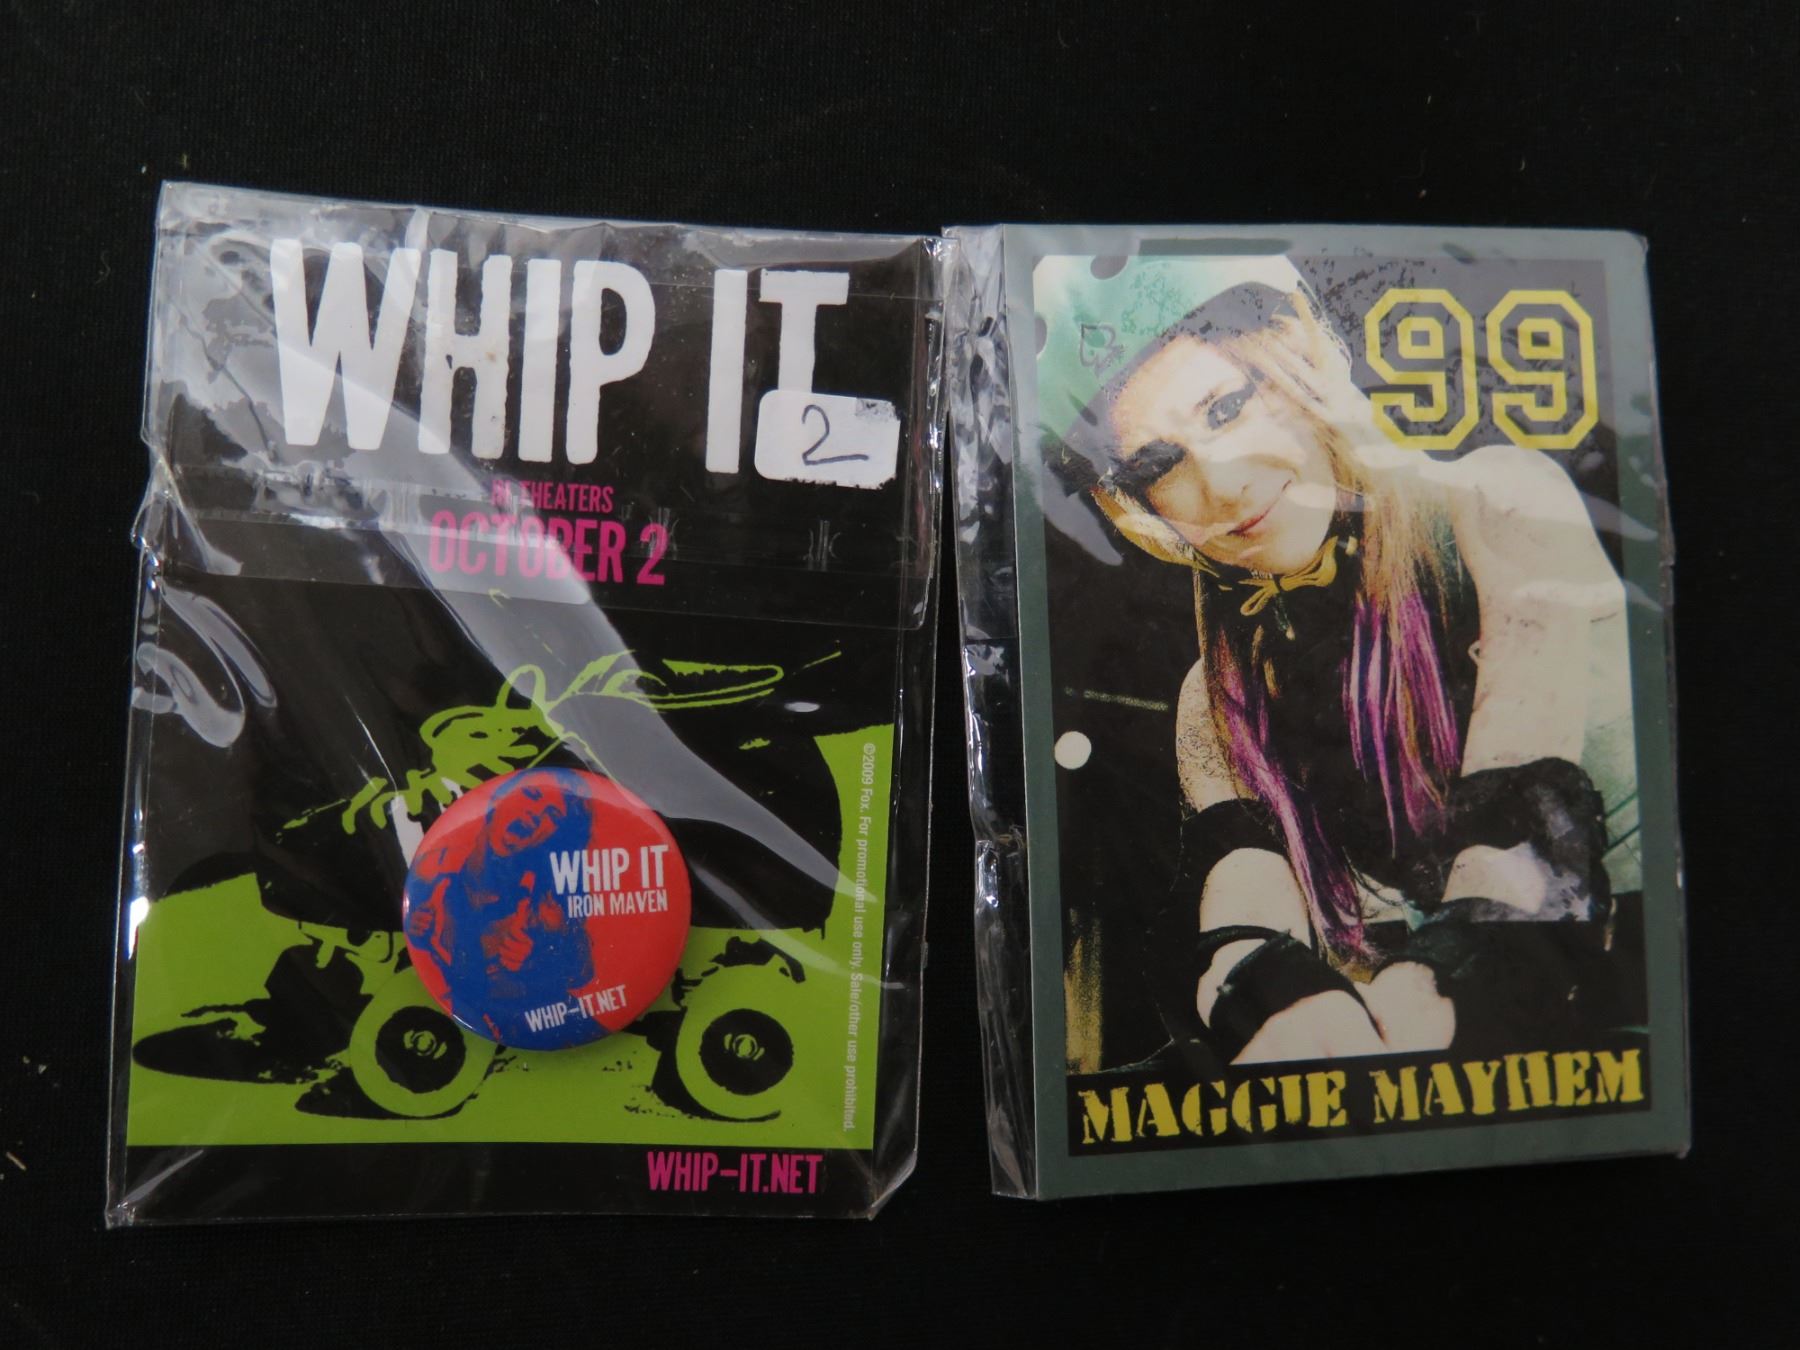 WHIP IT
2
IN THEATERS
OCTOBER 2
©2009 Fox. For promotional use only. Sale/other use prohibited.
WHIP IT
IRON MAVEN
WHIP-IT.NET
WHIP-IT.NET
99
MAGGIE MAYHEM